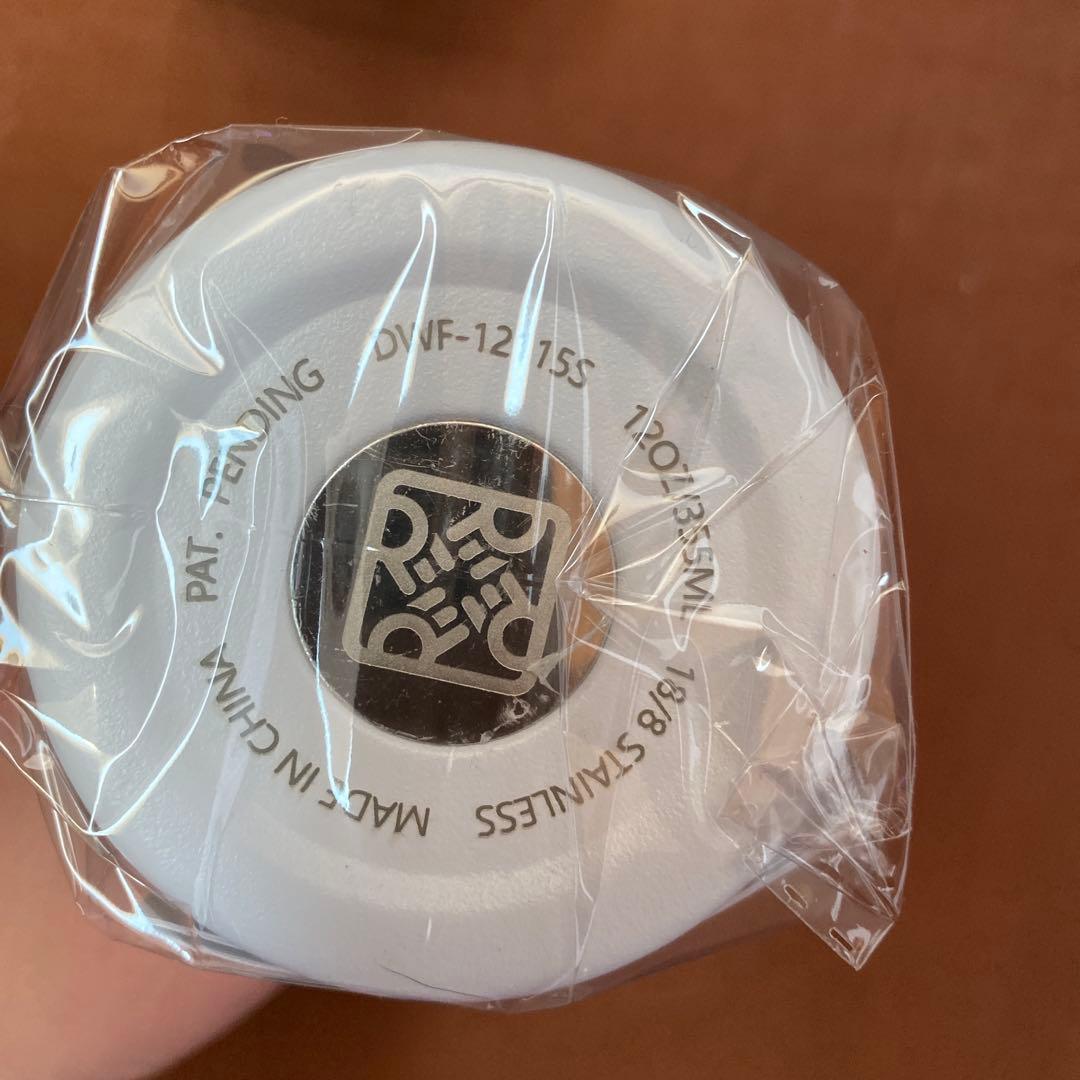 DWF-12 15S
12OZ/355ML
18/8 STAINLESS
MADE IN CHINA
PAT. PENDING